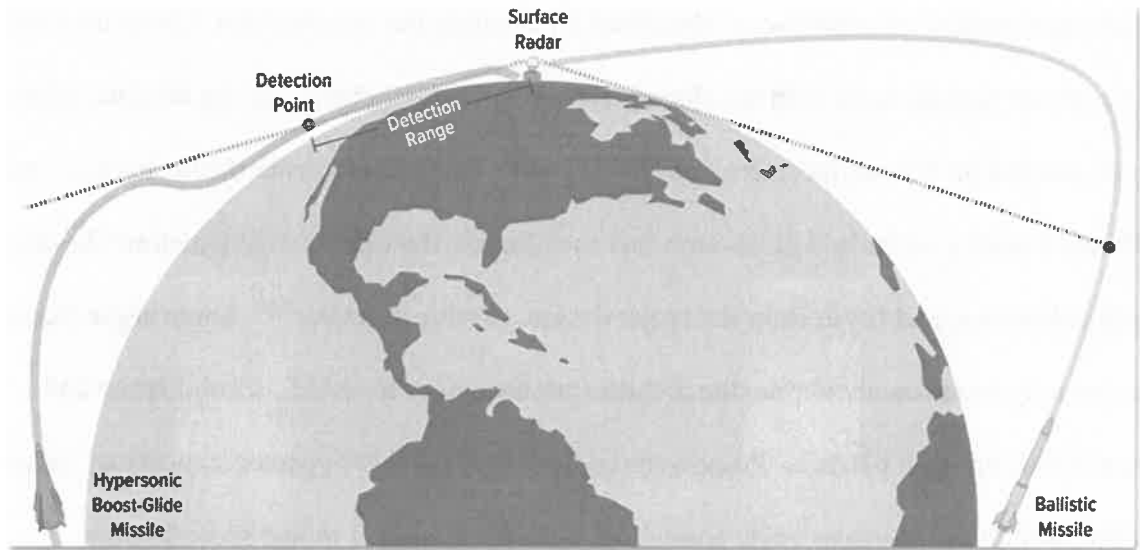 Surface
Radar
Detection
Point
Detection
Range
Hypersonic
Boost-Glide
Missile
Ballistic
Missile